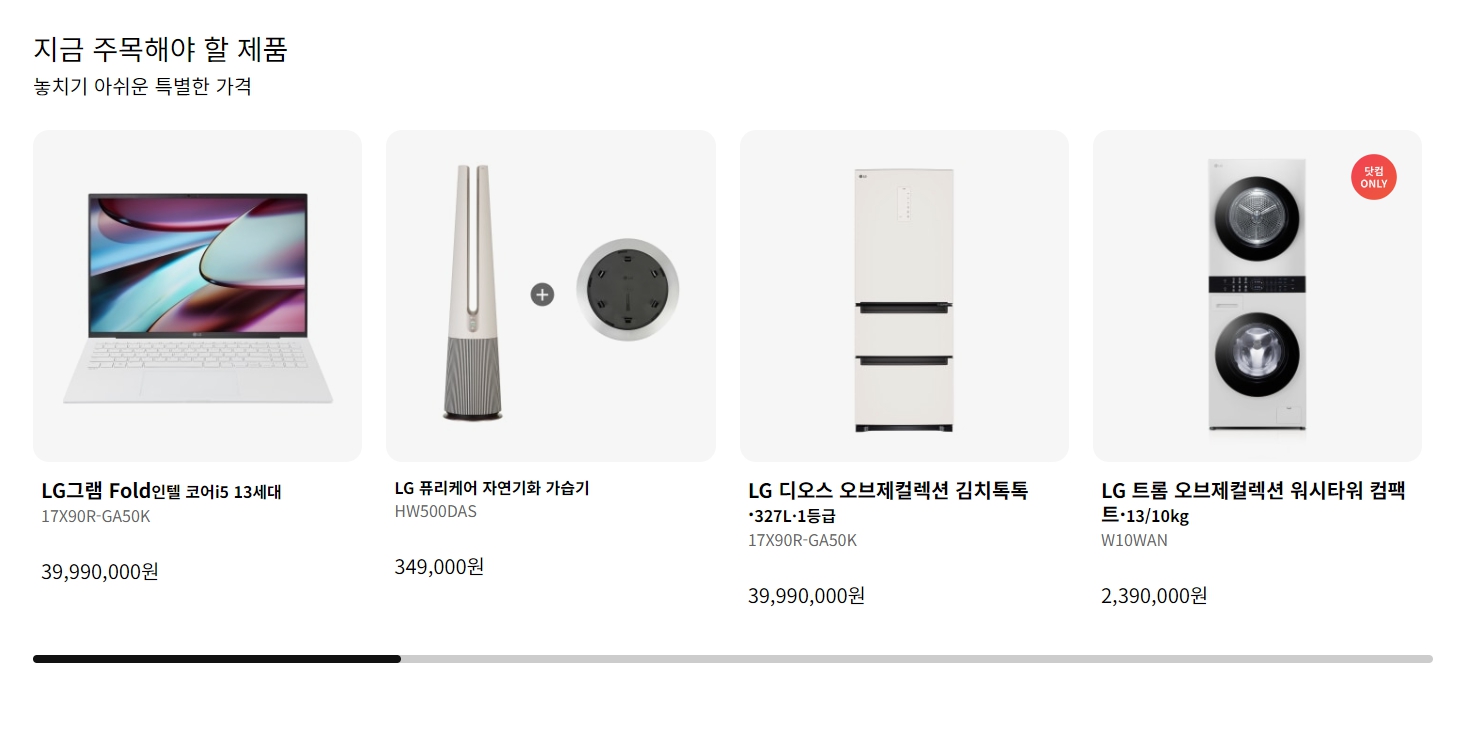 지금 주목해야 할 제품
놓치기 아쉬운 특별한 가격
닷컴
ONLY
LG그램 Fold인텔 코어i5 13세대
17X90R-GA50K
39,990,000원
LG 퓨리케어 자연기화 가습기
HW500DAS
349,000원
LG 디오스 오브제컬렉션 김치톡톡
·327L·1등급
17X90R-GA50K
39,990,000원
LG 트롬 오브제컬렉션 워시타워 컴팩
트·13/10kg
W10WAN
2,390,000원